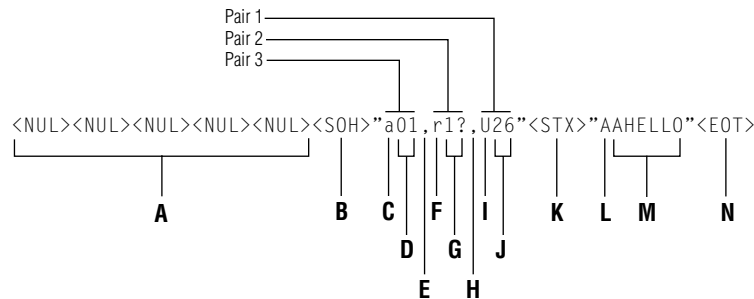 Pair 1
Pair 2
Pair 3
<NUL><NUL><NUL><NUL><NUL><SOH>”a01,r1?,U26”<STX>”AAHELLO”<EOT>
A B C F I K L M N
D G J
E H